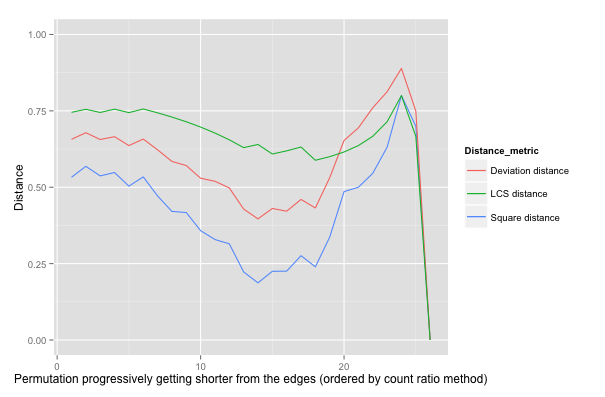 1.00
0.75
0.50
0.25
0.00
Distance
0
10
20
Permutation progressively getting shorter from the edges (ordered by count ratio method)
Distance_metric
Deviation distance
LCS distance
Square distance